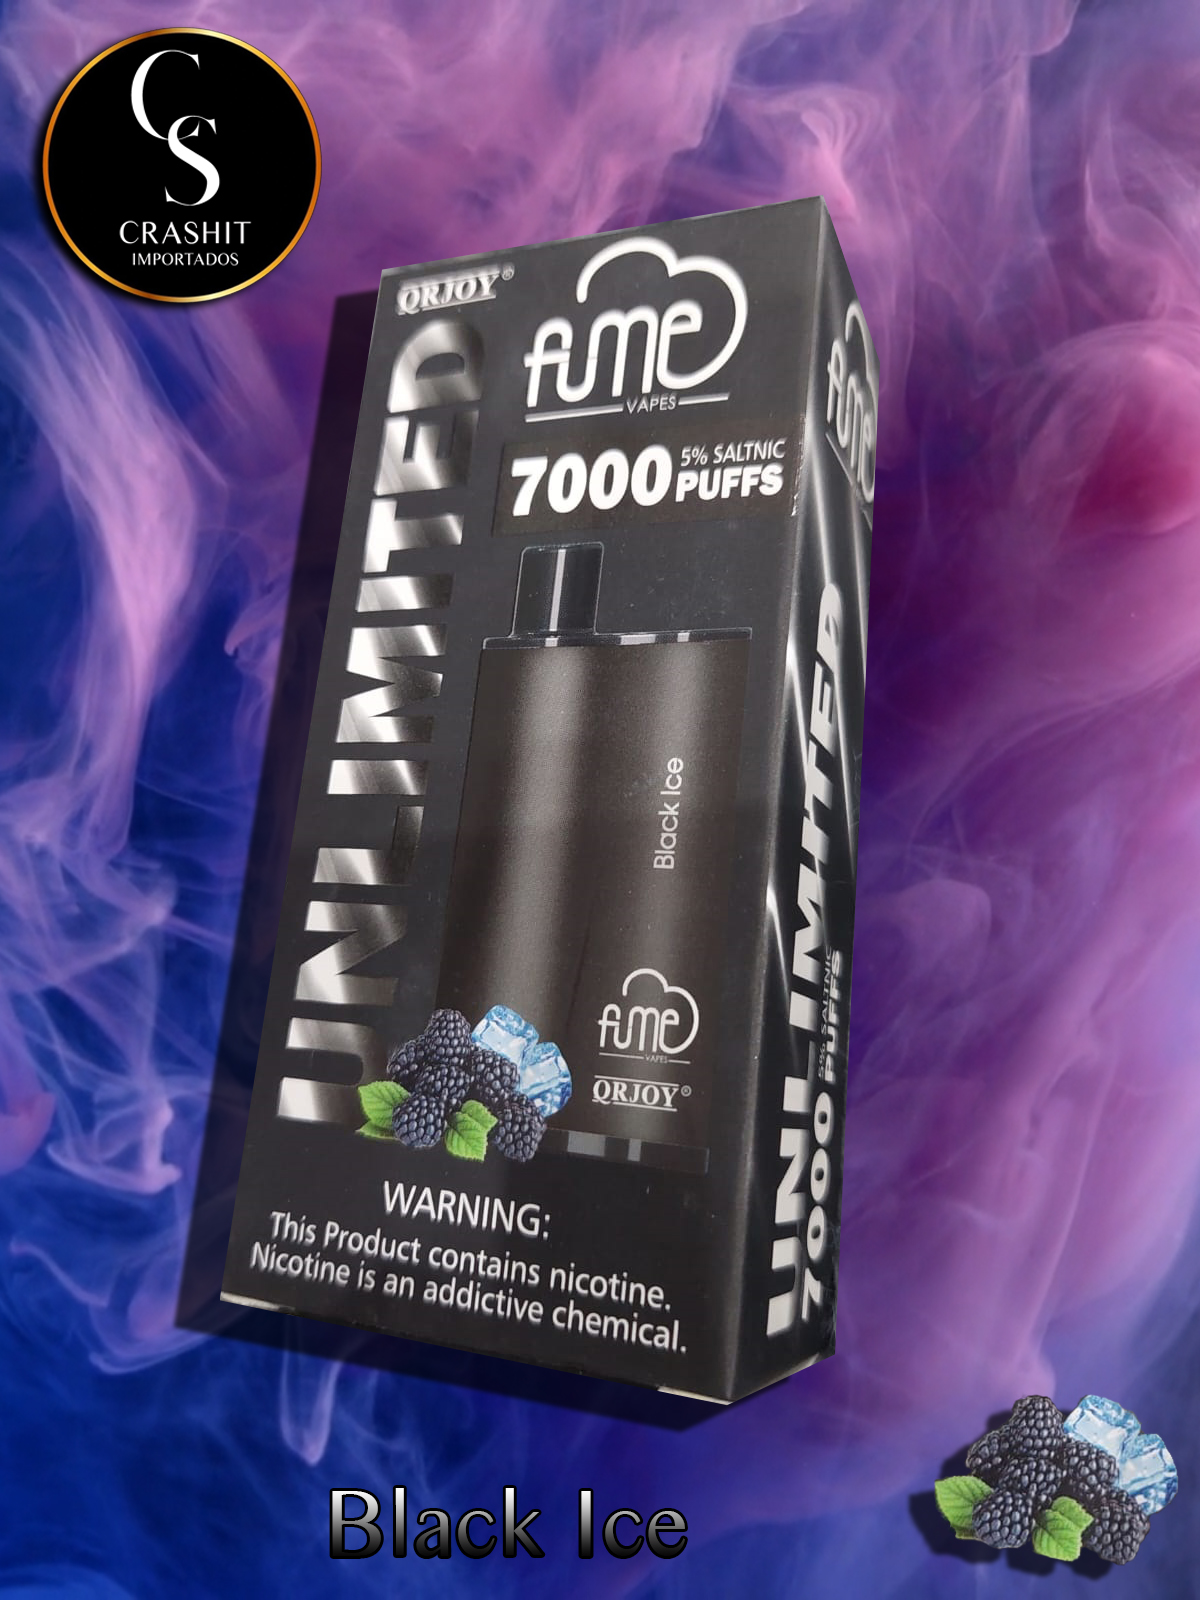 CS
CRASHIT
IMPORTADOS
QRJOY®
UNLIMITED
fume
VAPES
7000 5% SALTNIC
PUFFS
Black Ice
fume
VAPES
QRJOY®
WARNING:
This Product contains nicotine.
Nicotine is an addictive chemical.
fume
UNLIMITED
7000 5% SALTNIC
PUFFS
Black Ice